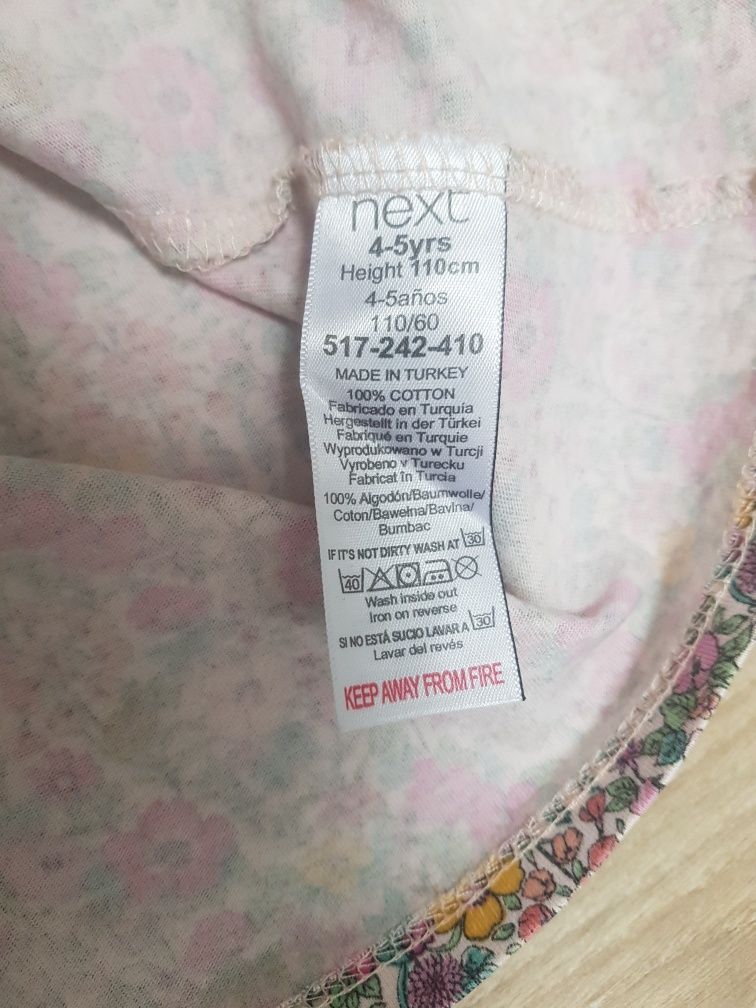 next
4-5yrs
Height 110cm
4-5años
110/60
517-242-410
MADE IN TURKEY
100% COTTON
Fabricado en Turquía
Hergestellt in der Türkei
Fabriqué en Turquie
Wyprodukowano w Turcji
Vyrobeno v Turecku
Fabricat în Turcia
100% Algodón/Baumwolle/
Coton/Bawełna/Bavlna/
Bumbac
IF IT'S NOT DIRTY WASH AT 30
40
Wash inside out
Iron on reverse
SI NO ESTÁ SUCIO LAVAR A 30
Lavar del revés
KEEP AWAY FROM FIRE